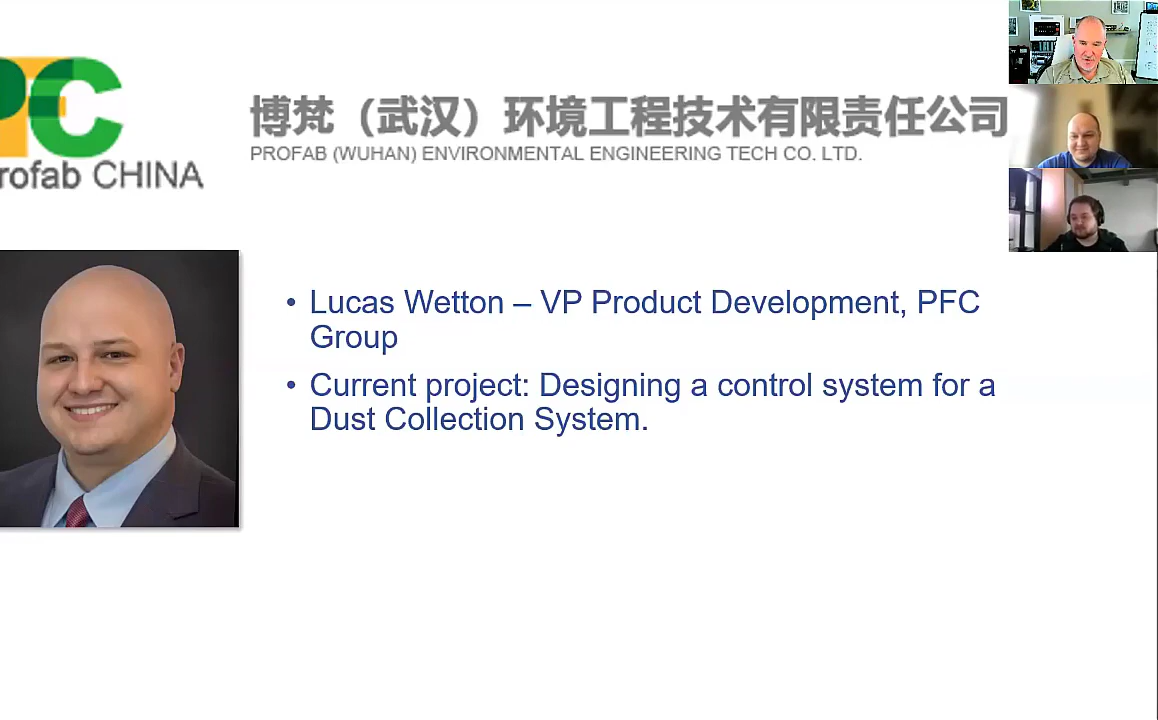 PFC
博梵（武汉）环境工程技术有限责任公司
PROFAB (WUHAN) ENVIRONMENTAL ENGINEERING TECH CO. LTD.
rofab CHINA
• Lucas Wetton – VP Product Development, PFC
Group
• Current project: Designing a control system for a
Dust Collection System.